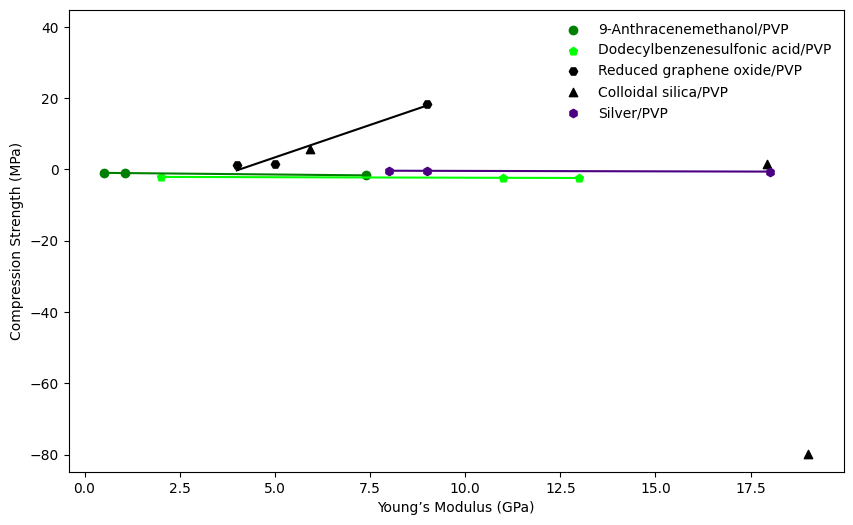 9-Anthracenemethanol/PVP
Dodecylbenzenesulfonic acid/PVP
Reduced graphene oxide/PVP
Colloidal silica/PVP
Silver/PVP
Compression Strength (MPa)
40
20
0
−20
−40
−60
−80
0.0 2.5 5.0 7.5 10.0 12.5 15.0 17.5
Young’s Modulus (GPa)